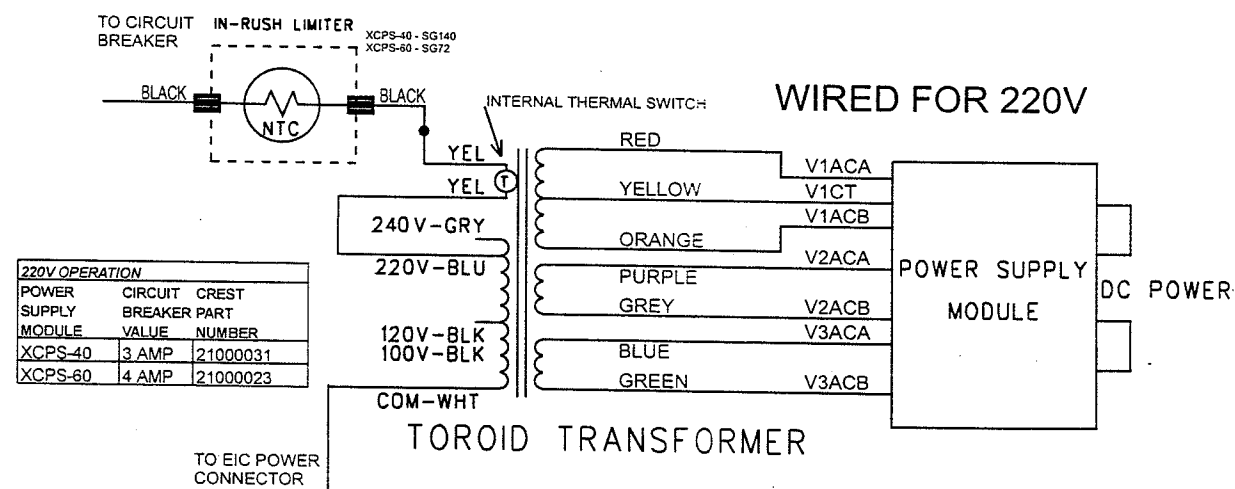 TO CIRCUIT
BREAKER
IN-RUSH LIMITER
XCPS-40 - SG140
XCPS-60 - SG72
BLACK
NTC
BLACK
INTERNAL THERMAL SWITCH
WIRED FOR 220V
YEL
T
YEL
240V-GRY
220V-BLU
120V-BLK
100V-BLK
COM-WHT
RED
YELLOW
ORANGE
PURPLE
GREY
BLUE
GREEN
V1ACA
V1CT
V1ACB
V2ACA
V2ACB
V3ACA
V3ACB
POWER SUPPLY
MODULE
DC POWER
220V OPERATION
POWER SUPPLY MODULE CIRCUIT BREAKER VALUE CREST PART NUMBER
XCPS-40 3 AMP 21000031
XCPS-60 4 AMP 21000023
TOROID TRANSFORMER
TO EIC POWER
CONNECTOR